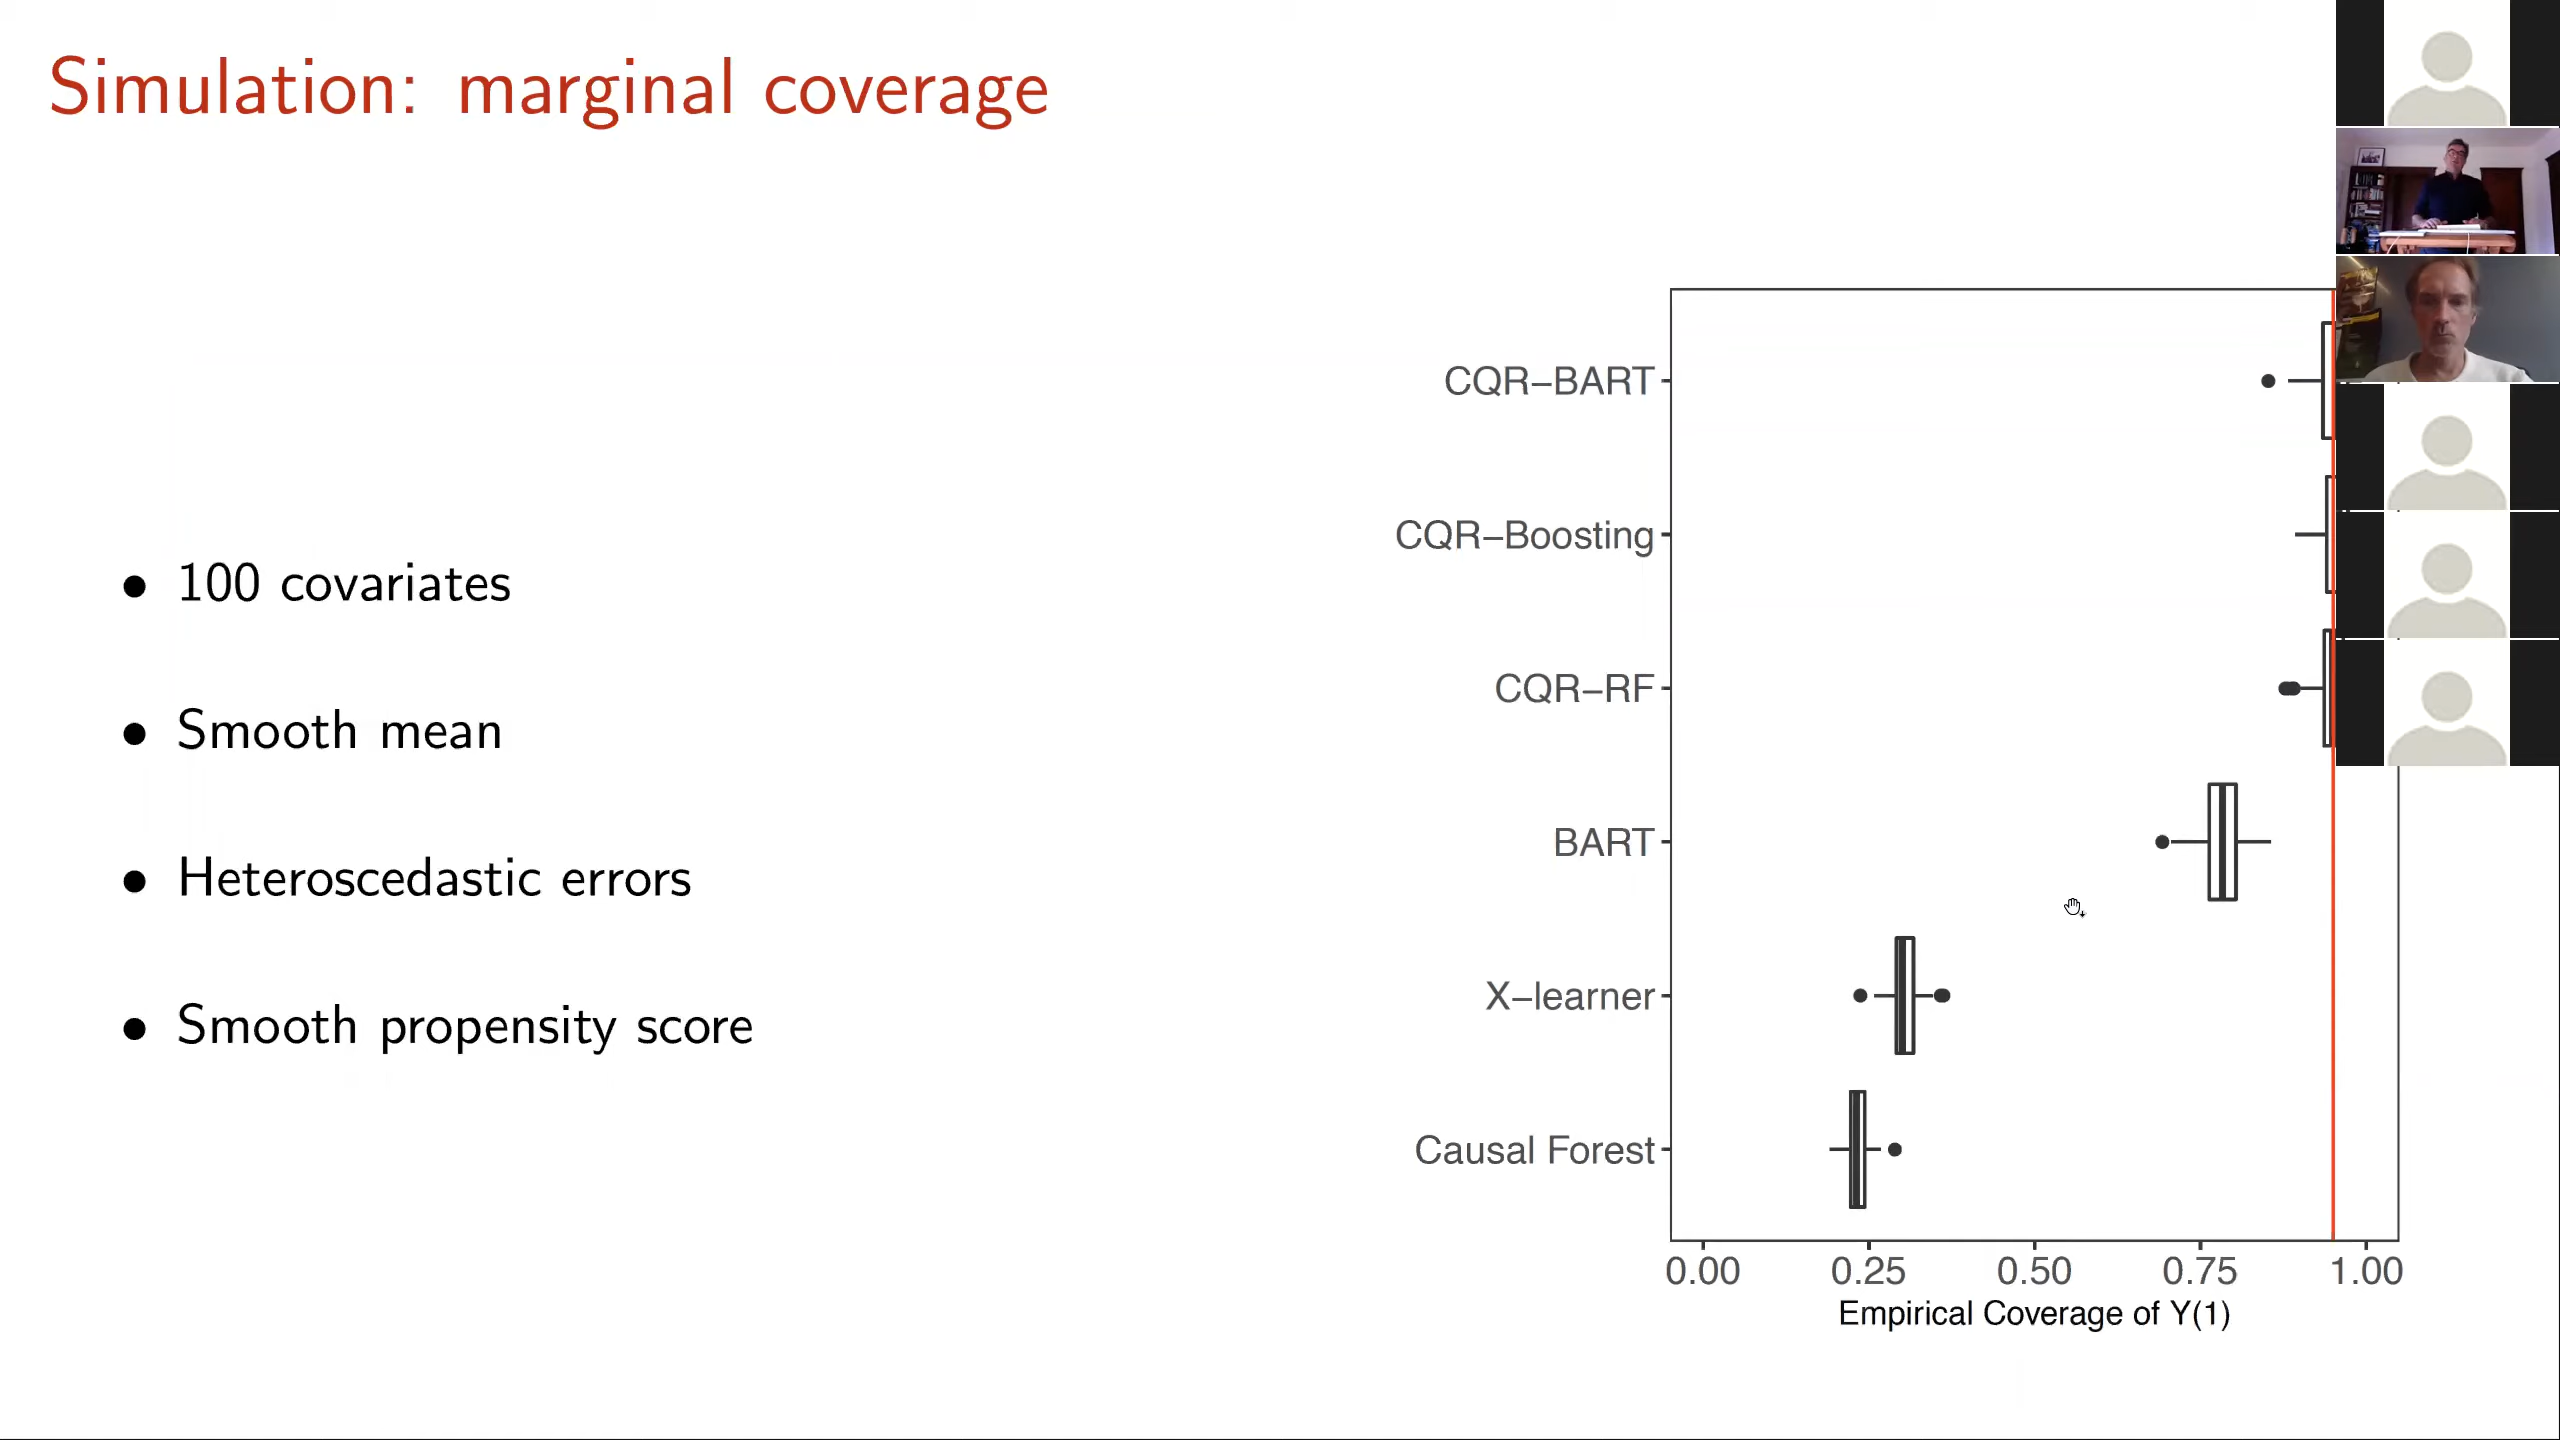 Simulation: marginal coverage
• 100 covariates
• Smooth mean
• Heteroscedastic errors
• Smooth propensity score
CQR–BART
CQR–Boosting
CQR–RF
BART
X–learner
Causal Forest
0.00 0.25 0.50 0.75 1.00
Empirical Coverage of Y(1)